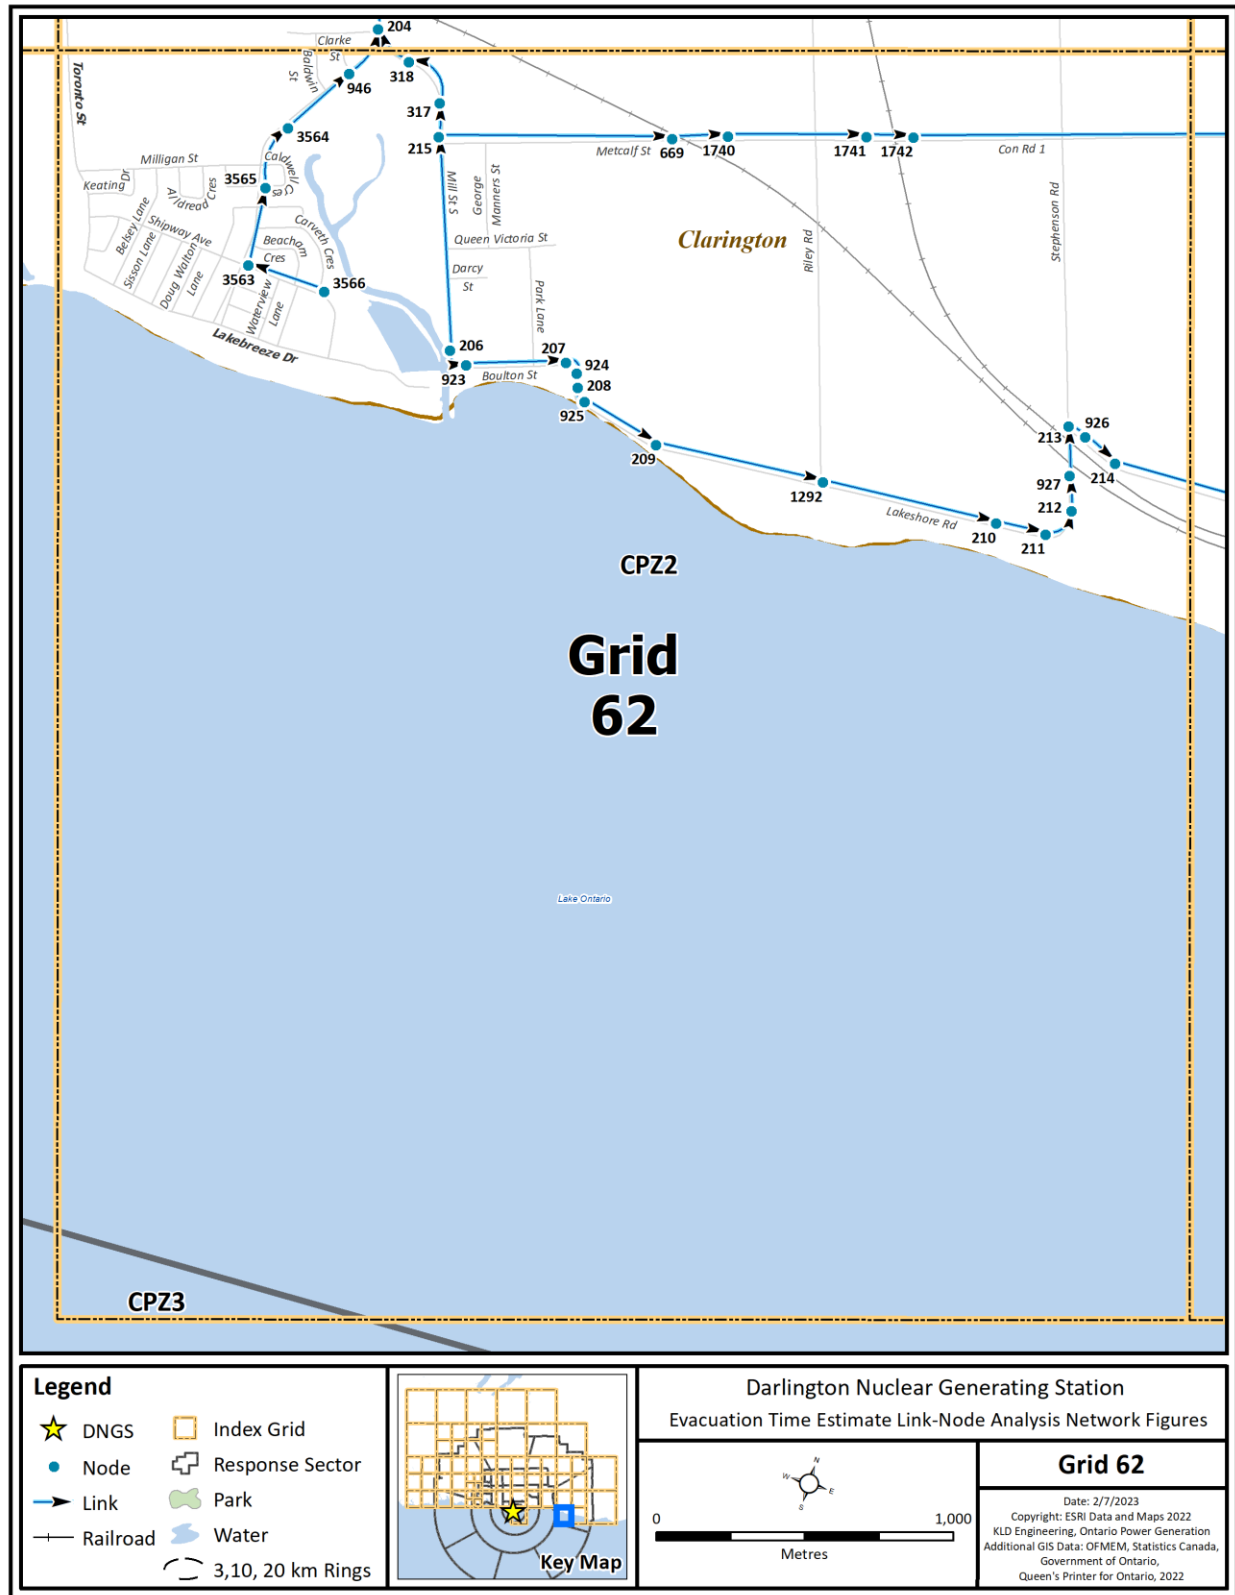 204
Clarke
St
Baldwin
St
318
946
Toronto St
317
3564
215
Metcalf St
669
1740
1741
1742
Con Rd 1
Milligan St
Caldwell
Cres
3565
Keating
Dr
Aldread
Cres
Mill St S
George
Manners St
Stephenson Rd
Belsey Lane
Shipway Ave
Carveth Cres
Clarington
Riley Rd
Sisson Lane
Beacham
Cres
Queen Victoria St
Doug Walton
Lane
3563
3566
Darcy
St
Waterview
Lane
Park Lane
Lakebreeze Dr
206
207
924
923
Boulton St
208
925
213
926
209
214
927
1292
212
Lakeshore Rd
210
211
CPZ2
Grid
62
Lake Ontario
CPZ3
Legend
DNGS
Node
Link
Railroad
Index Grid
Response Sector
Park
Water
3,10, 20 km Rings
Key Map
Darlington Nuclear Generating Station
Evacuation Time Estimate Link-Node Analysis Network Figures
N
W
E
S
0
1,000
Metres
Grid 62
Date: 2/7/2023
Copyright: ESRI Data and Maps 2022
KLD Engineering, Ontario Power Generation
Additional GIS Data: OFMEM, Statistics Canada,
Government of Ontario,
Queen's Printer for Ontario, 2022